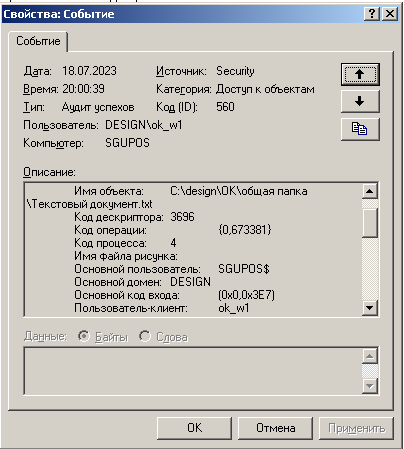 Свойства: Событие
Событие
Дата: 18.07.2023 Источник: Security
Время: 20:00:39 Категория: Доступ к объектам
Тип: Аудит успехов Код (ID): 560
Пользователь: DESIGN\ok_w1
Компьютер: SGUPOS
Описание:
Имя объекта: C:\design\OK\общая папка
\Текстовый документ.txt
Код дескриптора: 3696
Код операции: {0,673381}
Код процесса: 4
Имя файла рисунка:
Основной пользователь: SGUPOS$
Основной домен: DESIGN
Основной код входа: (0x0,0x3E7)
Пользователь-клиент: ok_w1
Данные: Байты Слова
OK Отмена Применить